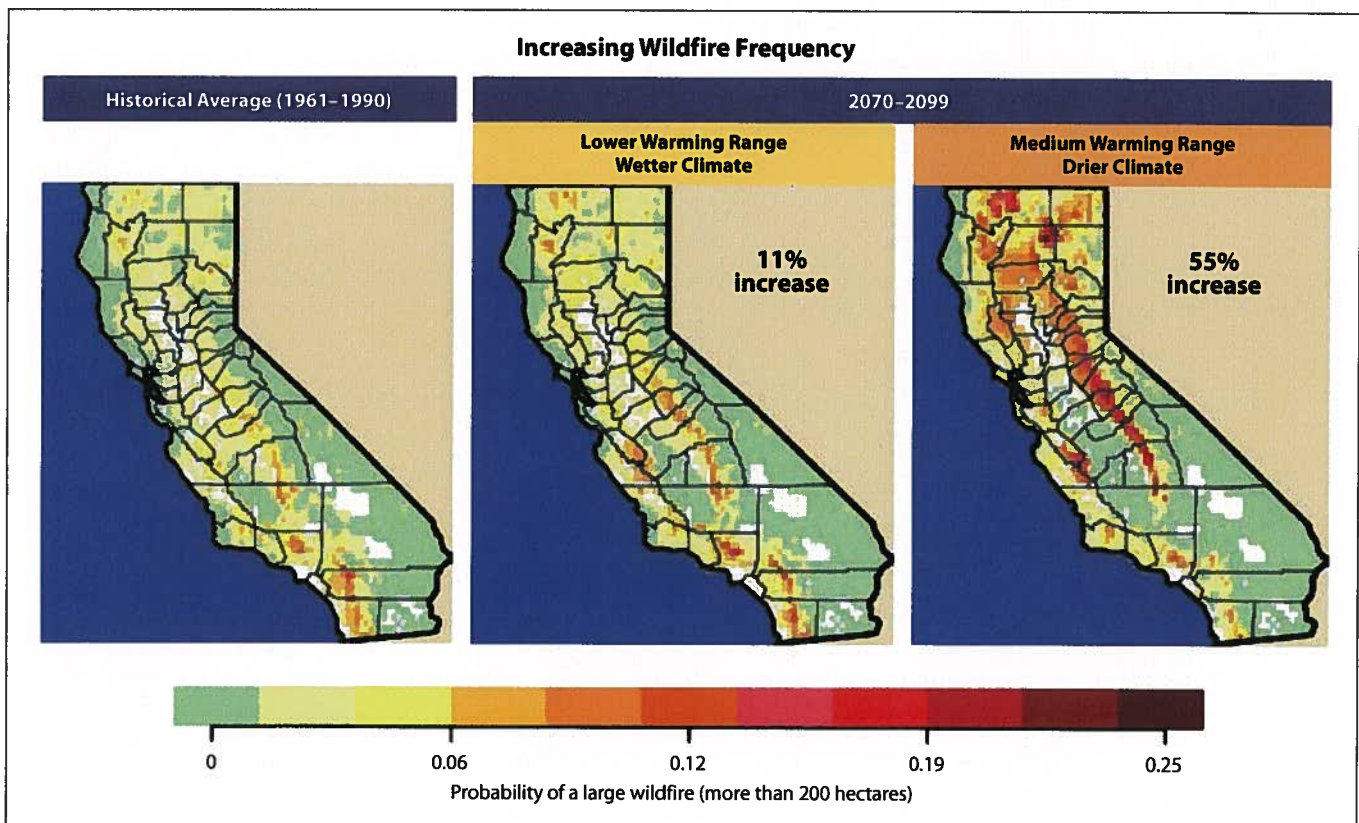 Increasing Wildfire Frequency
Historical Average (1961–1990)
2070–2099
Lower Warming Range
Wetter Climate
Medium Warming Range
Drier Climate
11%
increase
55%
increase
0
0.06
0.12
0.19
0.25
Probability of a large wildfire (more than 200 hectares)